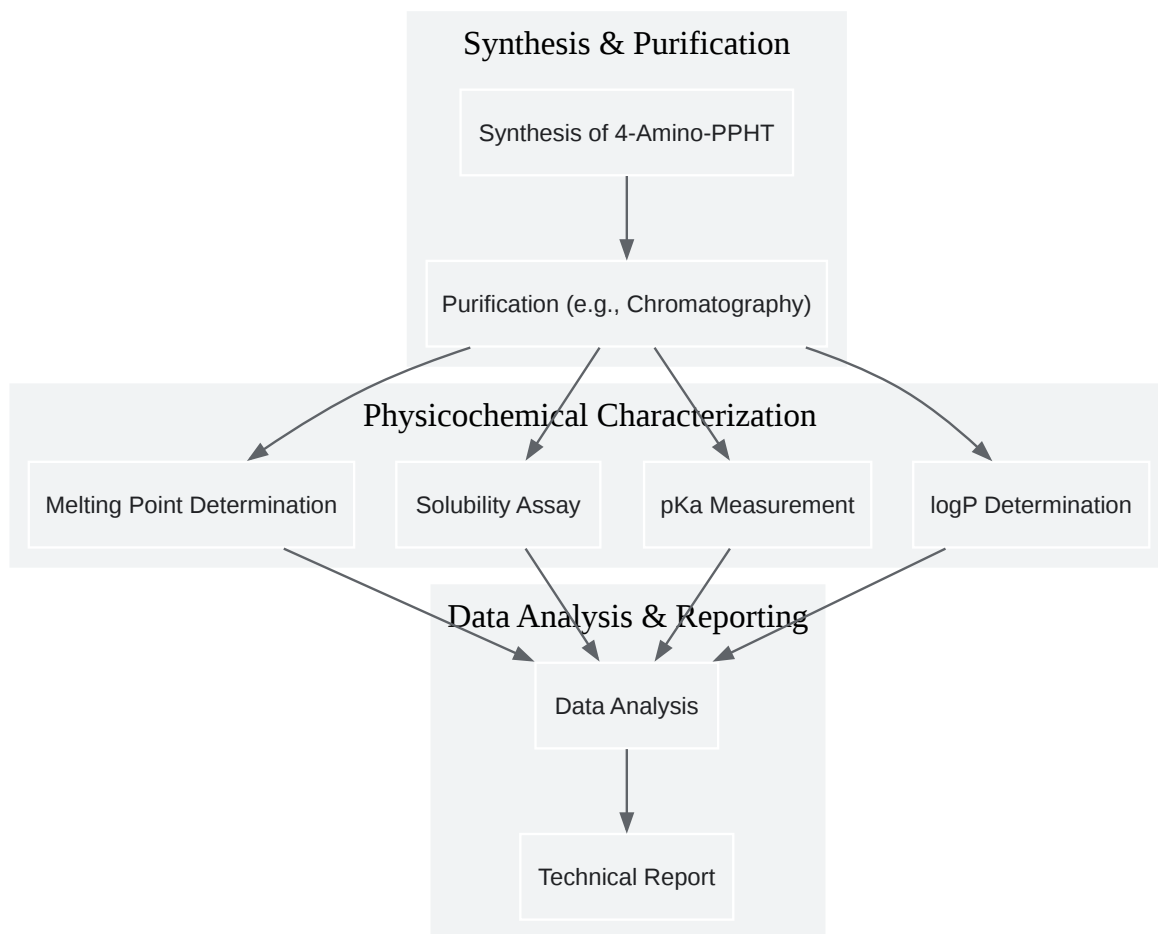 Synthesis & Purification
Synthesis of 4-Amino-PPHT
Purification (e.g., Chromatography)
Physicochemical Characterization
Melting Point Determination
Solubility Assay
pKa Measurement
logP Determination
Data Analysis & Reporting
Data Analysis
Technical Report